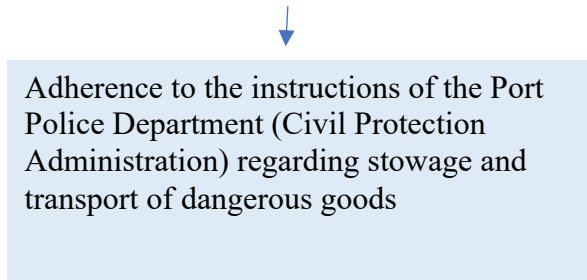 Adherence to the instructions of the Port
Police Department (Civil Protection
Administration) regarding stowage and
transport of dangerous goods